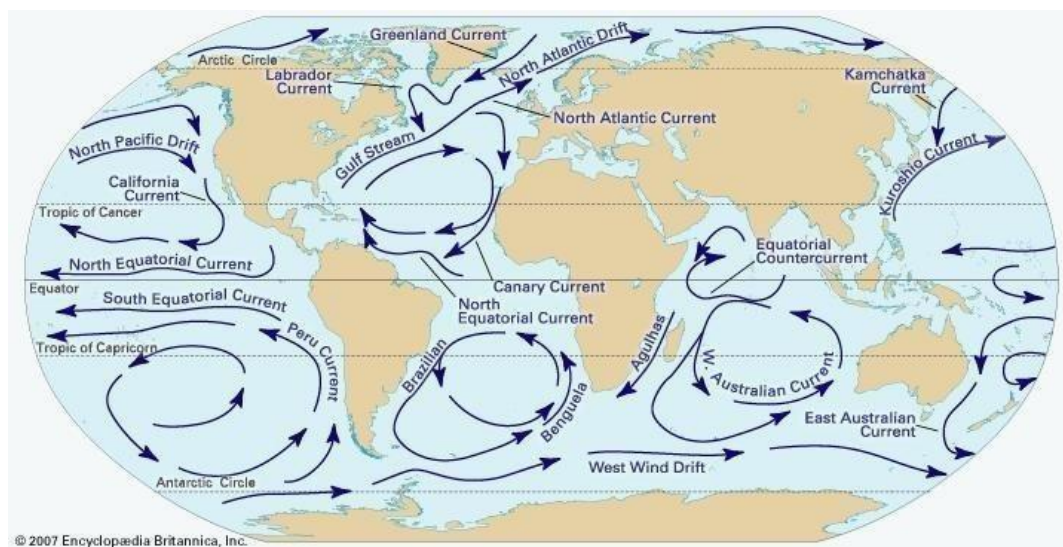 Greenland Current
North Atlantic Drift
Arctic Circle
Labrador
Current
Kamchatka
Current
North Atlantic Current
North Pacific Drift
Gulf Stream
Kuroshio Current
California
Current
Tropic of Cancer
North Equatorial Current
Equatorial
Countercurrent
Equator
Canary Current
South Equatorial Current
North
Equatorial Current
Tropic of Capricorn
Peru Current
Brazilian
Agulhas
W. Australian Current
Benguela
East Australian
Current
West Wind Drift
Antarctic Circle
© 2007 Encyclopædia Britannica, Inc.